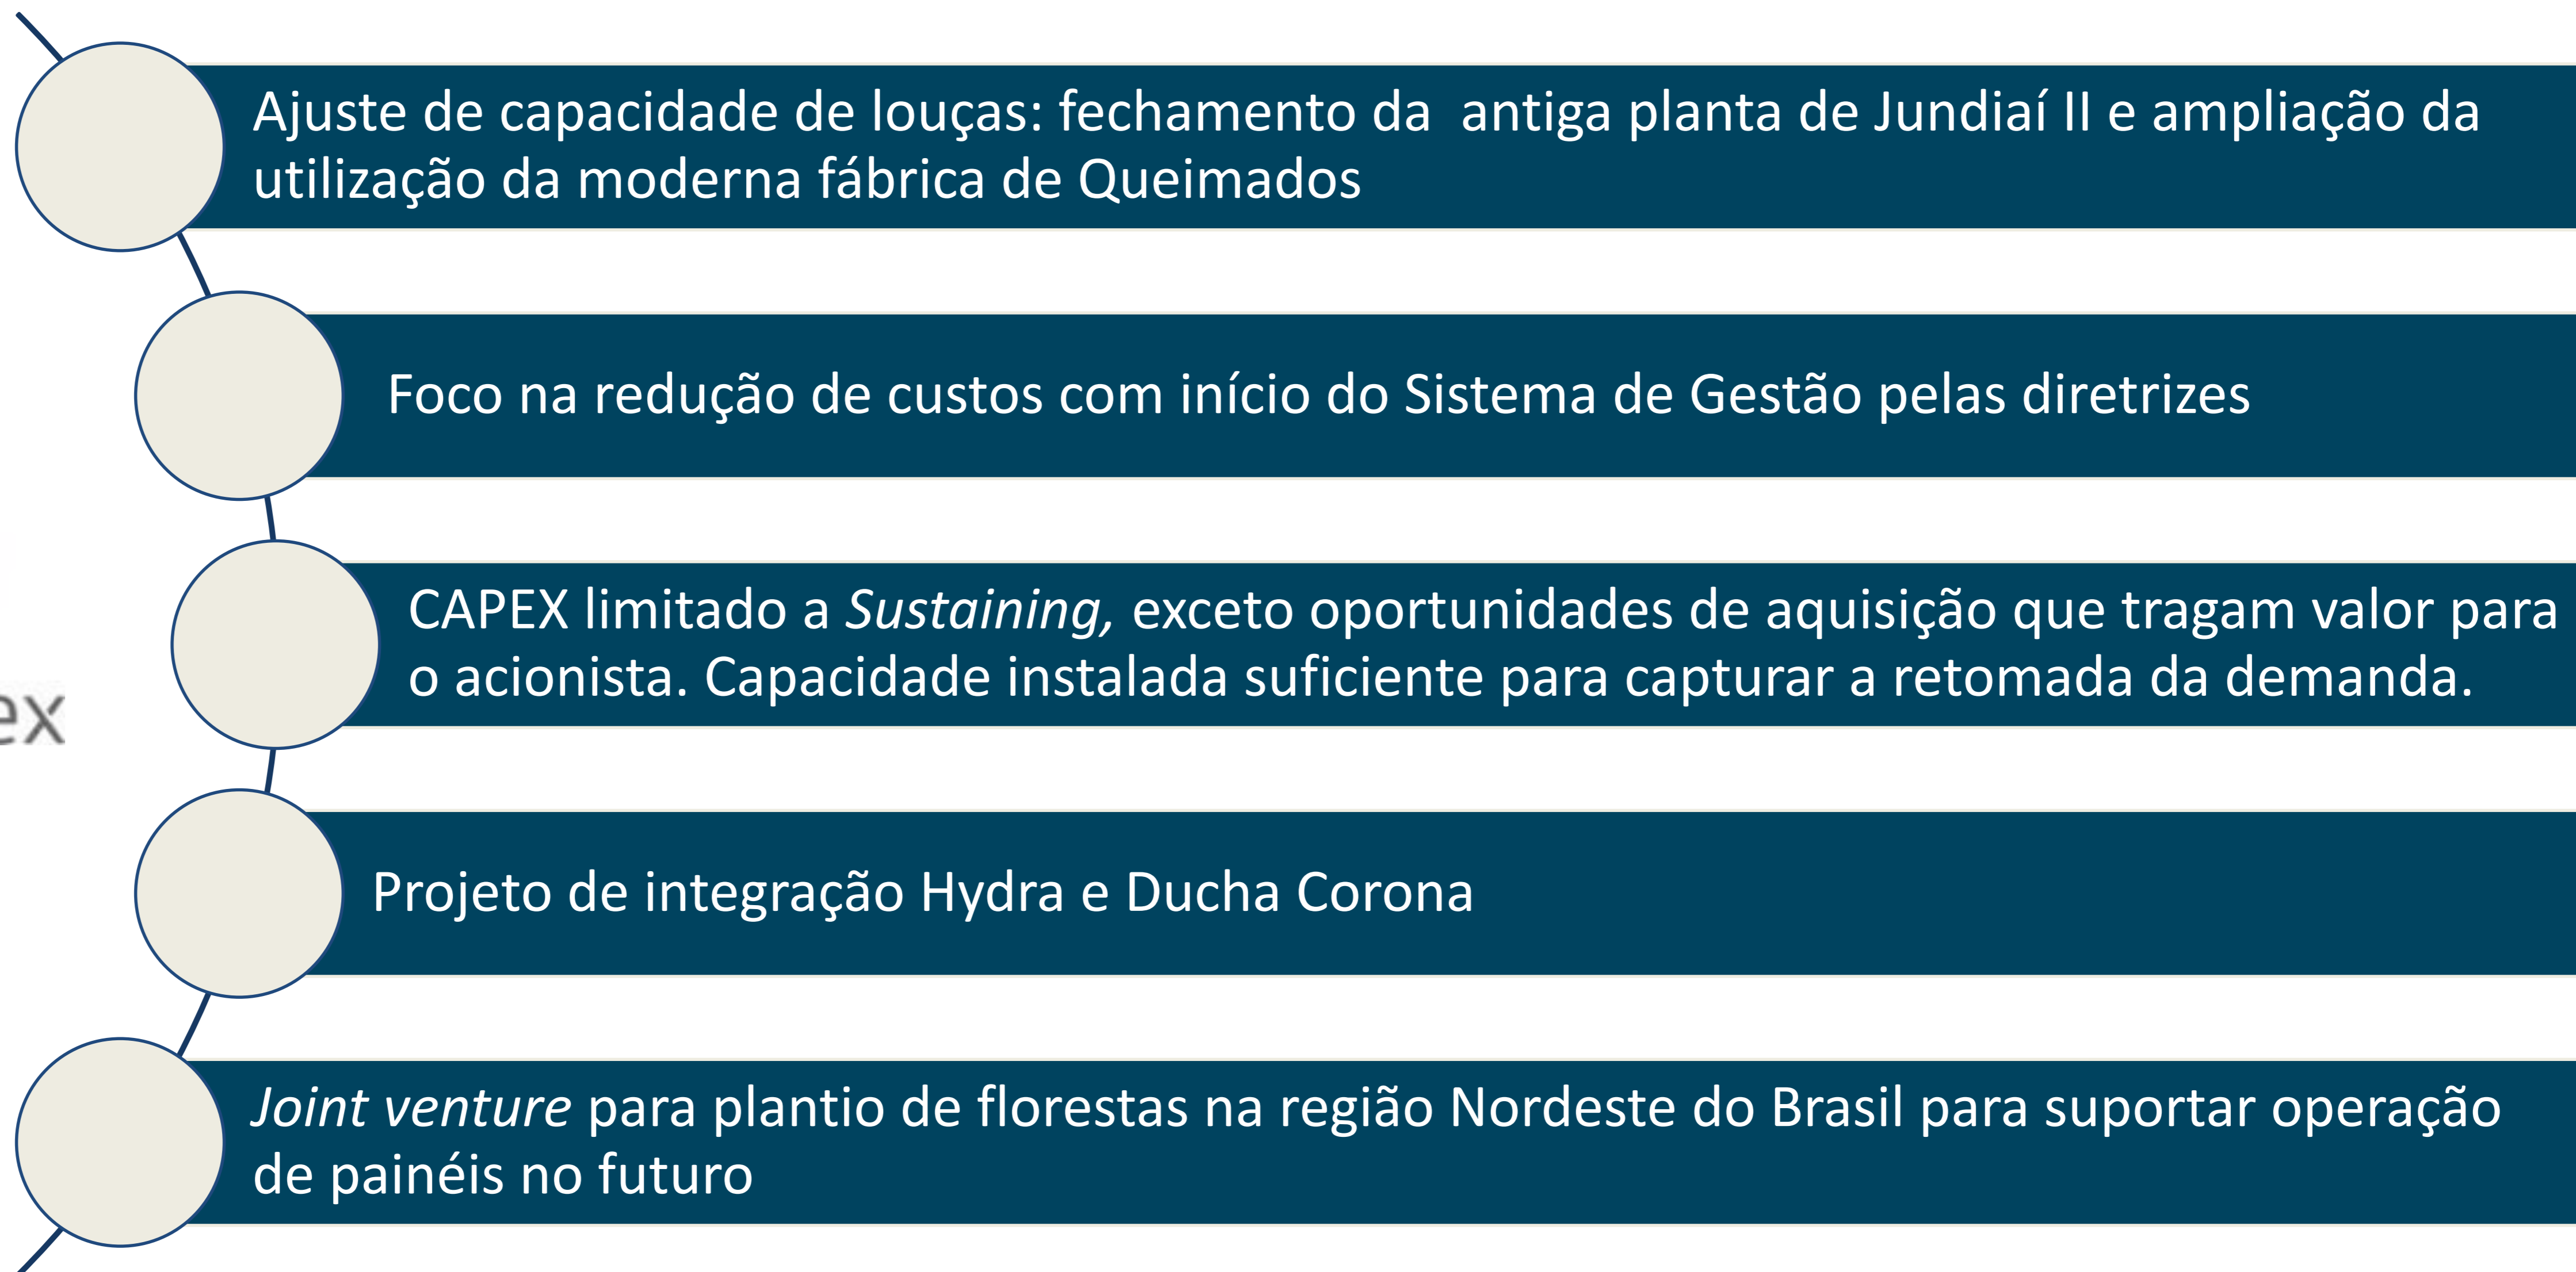 Ajuste de capacidade de louças: fechamento da  antiga planta de Jundiaí II e ampliação da
utilização da moderna fábrica de Queimados
Foco na redução de custos com início do Sistema de Gestão pelas diretrizes
CAPEX limitado a Sustaining, exceto oportunidades de aquisição que tragam valor para
o acionista. Capacidade instalada suficiente para capturar a retomada da demanda.
ex
Projeto de integração Hydra e Ducha Corona
Joint venture para plantio de florestas na região Nordeste do Brasil para suportar operação
de painéis no futuro